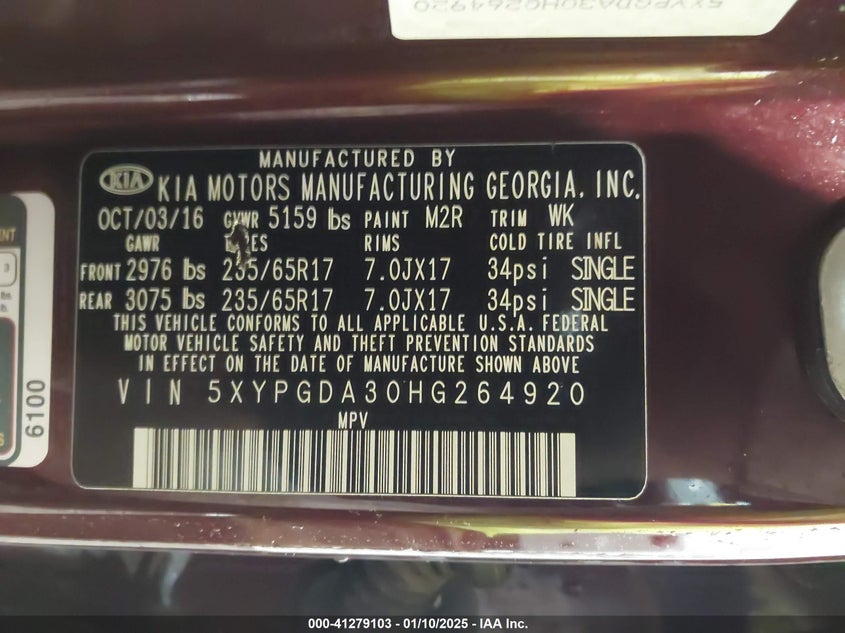 5XYPGDA30HG264920
MANUFACTURED BY
KIA KIA MOTORS MANUFACTURING GEORGIA, INC.
OCT/03/16 GVWR 5159 lbs PAINT M2R TRIM WK
GAWR RIMS COLD TIRE INFL
FRONT 2976 lbs 235/65R17 7.0JX17 34psi SINGLE
REAR 3075 lbs 235/65R17 7.0JX17 34psi SINGLE
THIS VEHICLE CONFORMS TO ALL APPLICABLE U.S.A. FEDERAL
MOTOR VEHICLE SAFETY AND THEFT PREVENTION STANDARDS
IN EFFECT ON THE DATE OF MANUFACTURE SHOWN ABOVE
VIN 5XYPGDA30HG264920
MPV
6100
000-41279103 — 01/10/2025 — IAA Inc.